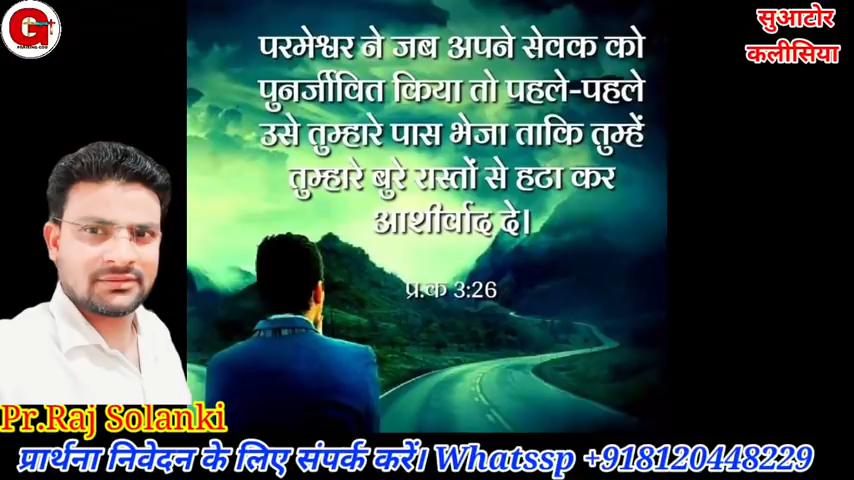 सुआटोर
कलीसिया
परमेश्वर ने जब अपने सेवक को
पुनर्जीवित किया तो पहले-पहले
उसे तुम्हारे पास भेजा ताकि तुम्हें
तुम्हारे बुरे रास्तों से हटा कर
आशीर्वाद दे।
प्र.क 3:26
Pr.Raj Solanki
प्रार्थना निवेदन के लिए संपर्क करें। Whatssp +918120448229